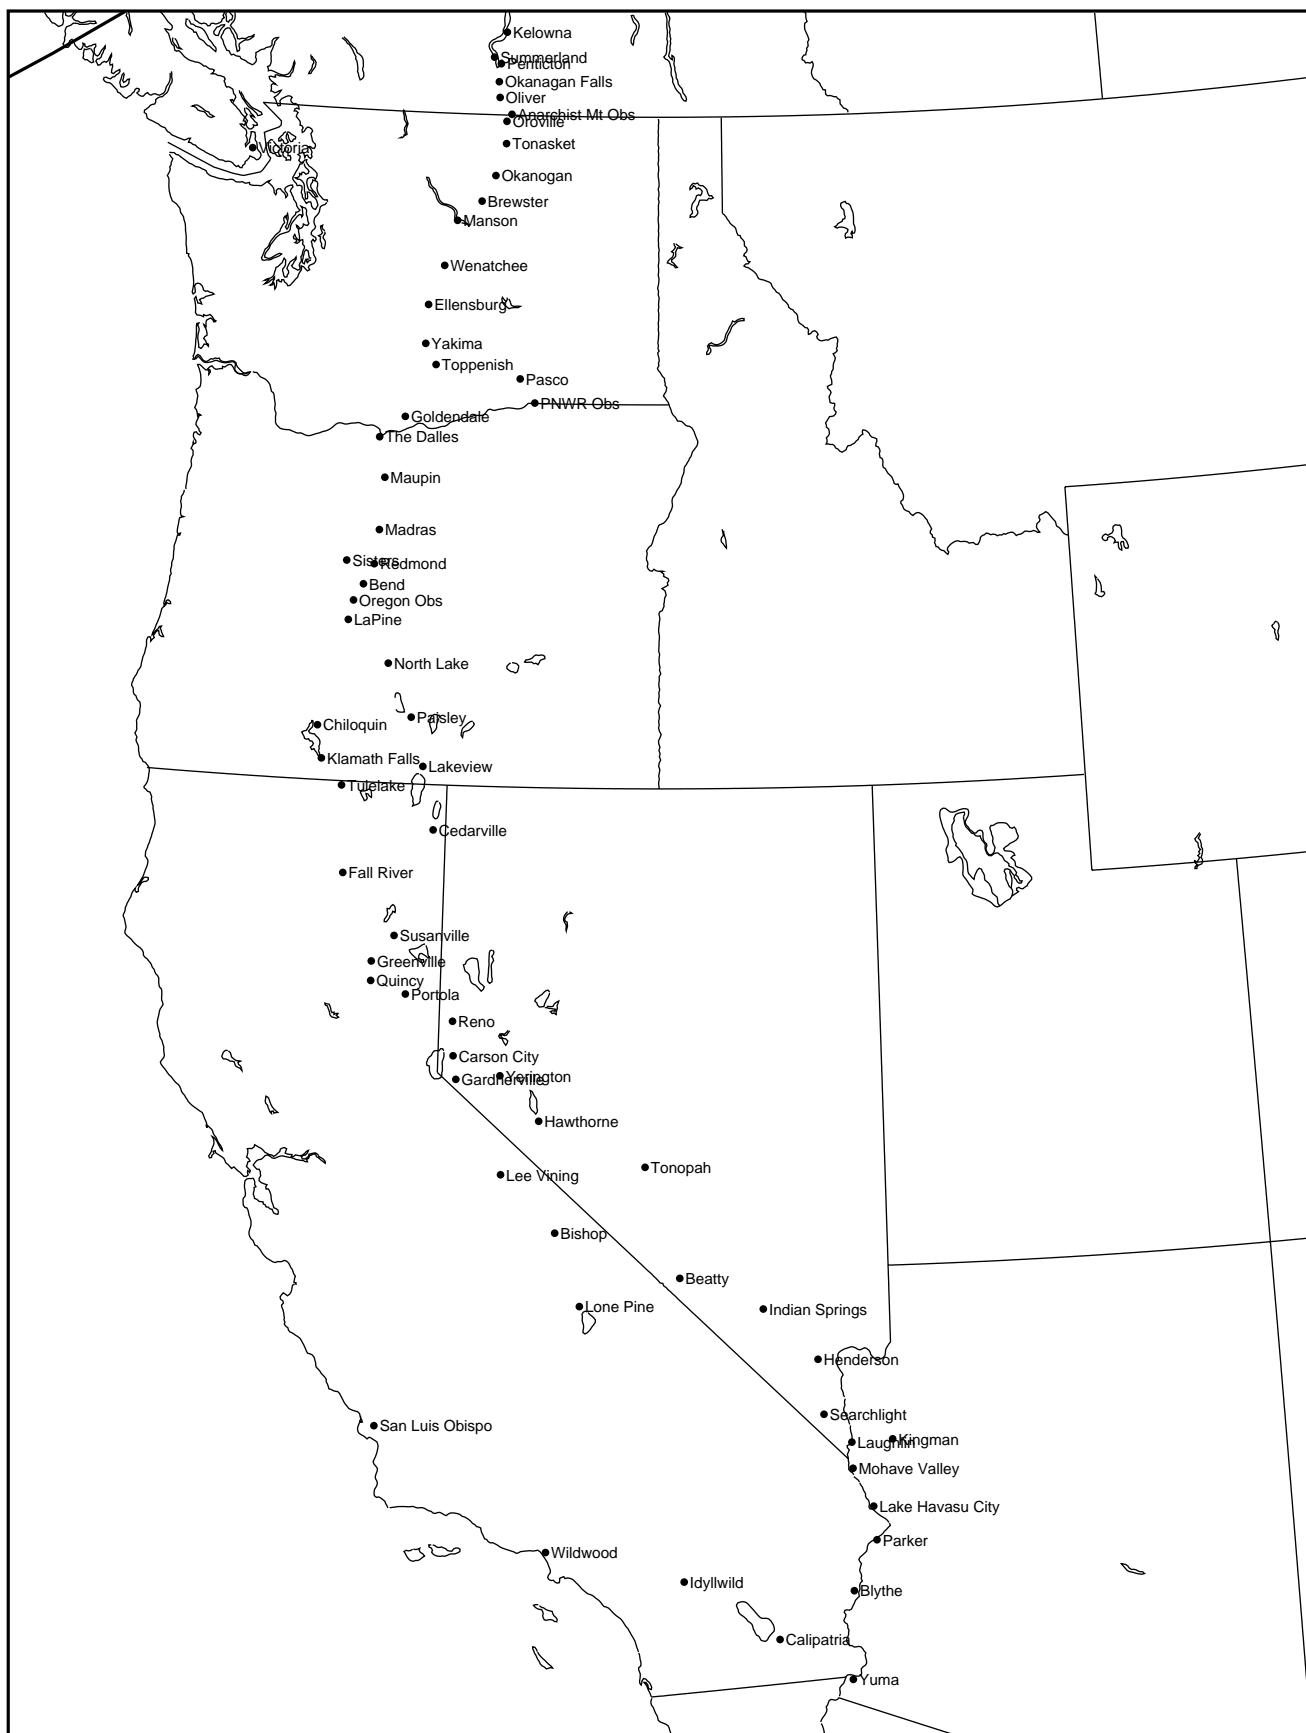 Kelowna
Summerland
Penticton
Okanagan Falls
Oliver
Anarchist Mt Obs
Oroville
Tonasket
Victoria
Okanogan
Brewster
Manson
Wenatchee
Ellensburg
Yakima
Toppenish
Pasco
PNWR Obs
Goldendale
The Dalles
Maupin
Madras
Sisters
Redmond
Bend
Oregon Obs
LaPine
North Lake
Paisley
Chiloquin
Klamath Falls
Lakeview
Tulelake
Cedarville
Fall River
Susanville
Greenville
Quincy
Portola
Reno
Carson City
Yerington
Gardnerville
Hawthorne
Tonopah
Lee Vining
Bishop
Beatty
Lone Pine
Indian Springs
Henderson
Searchlight
San Luis Obispo
Kingman
Laughlin
Mohave Valley
Lake Havasu City
Parker
Wildwood
Idyllwild
Blythe
Calipatria
Yuma